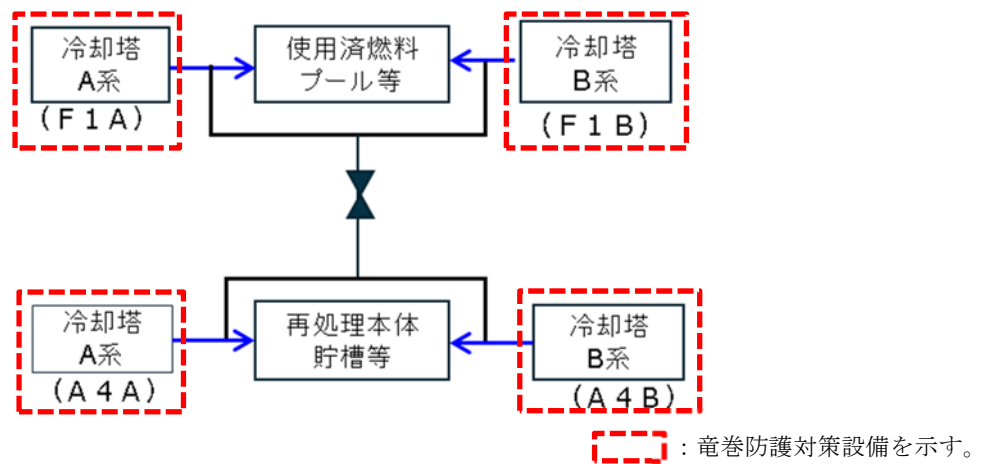 冷却塔
A系
(F1A)
使用済燃料
プール等
冷却塔
B系
(F1B)
冷却塔
A系
(A4A)
再処理本体
貯槽等
冷却塔
B系
(A4B)
：竜巻防護対策設備を示す。